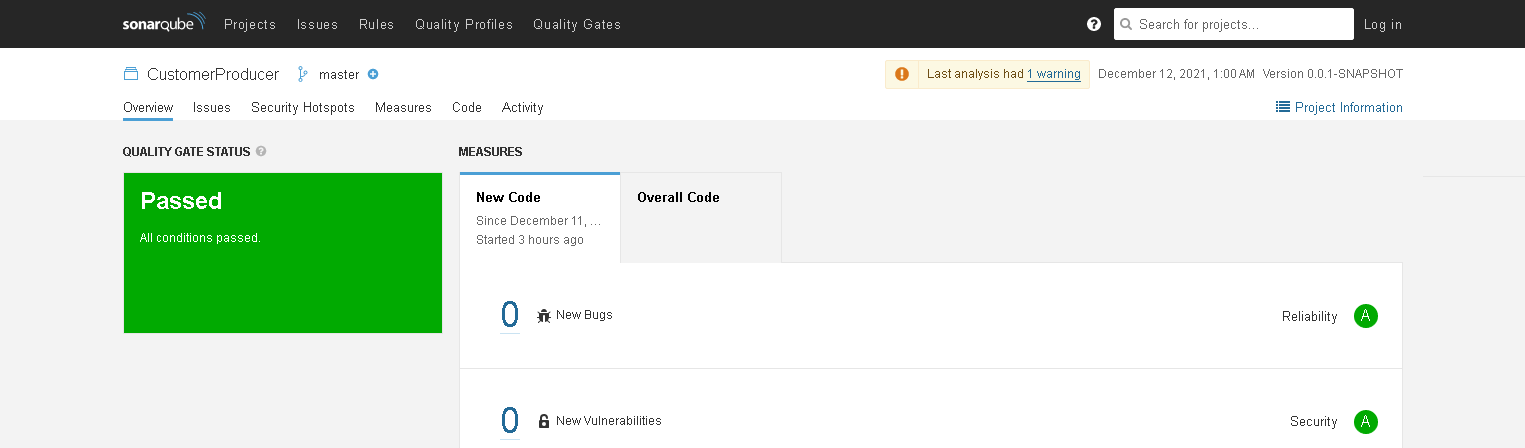 sonarqube Projects Issues Rules Quality Profiles Quality Gates ? Search for projects... Log in
CustomerProducer master Last analysis had 1 warning December 12, 2021, 1:00 AM Version 0.0.1-SNAPSHOT
Overview Issues Security Hotspots Measures Code Activity Project Information
QUALITY GATE STATUS ? MEASURES
Passed
All conditions passed.
New Code Overall Code
Since December 11, ...
Started 3 hours ago
0 New Bugs Reliability A
0 New Vulnerabilities Security A